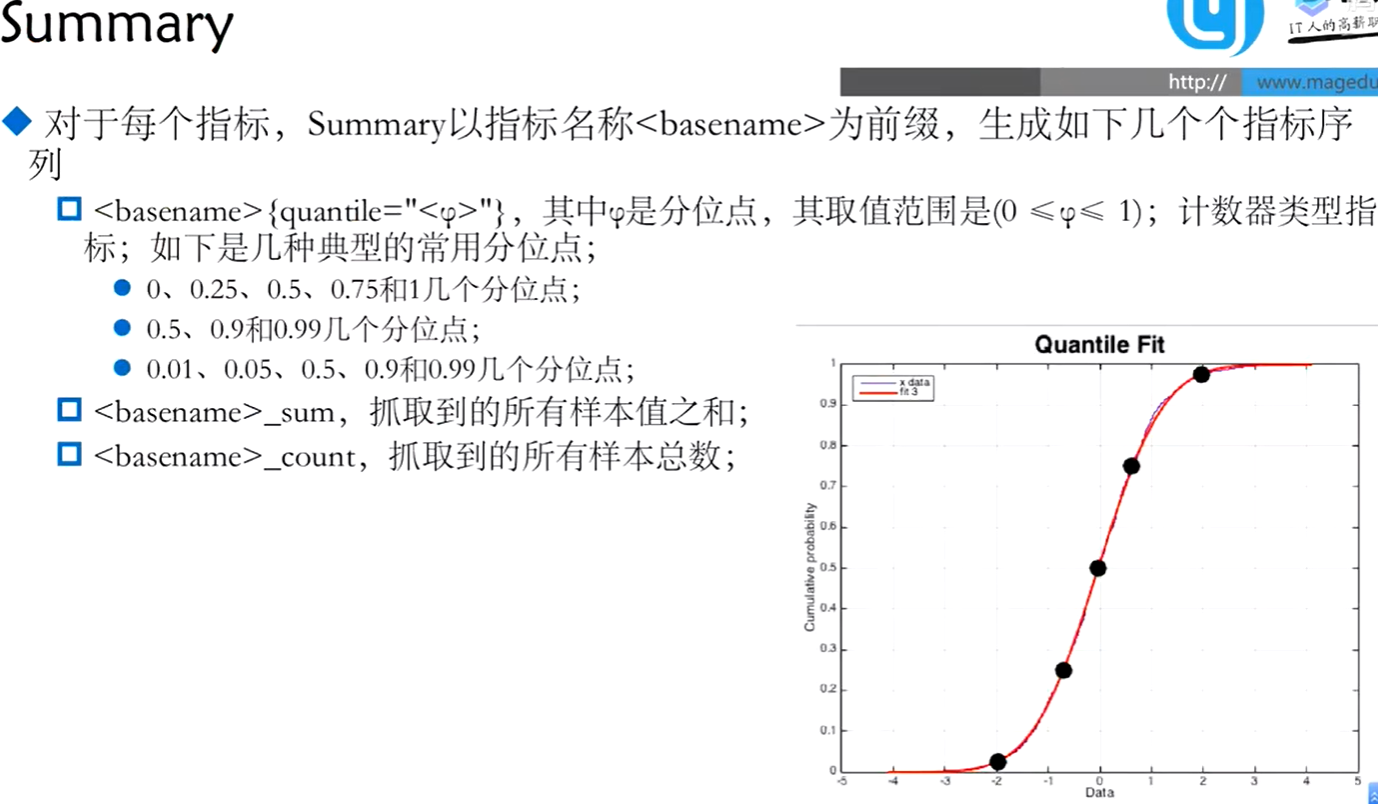 Summary
IT人的高薪职
http://
www.magedu
◆ 对于每个指标，Summary以指标名称<basename>为前缀，生成如下几个个指标序
列
<basename>{quantile="<φ>"}，其中φ是分位点，其取值范围是(0 ≤φ≤ 1)；计数器类型指
标；如下是几种典型的常用分位点；
0、0.25、0.5、0.75和1几个分位点；
0.5、0.9和0.99几个分位点；
0.01、0.05、0.5、0.9和0.99几个分位点；
<basename>_sum，抓取到的所有样本值之和；
<basename>_count，抓取到的所有样本总数；
Quantile Fit
x data
fit 3
Cumulative probability
1
0.9
0.8
0.7
0.6
0.5
0.4
0.3
0.2
0.1
0
-5 -4 -3 -2 -1 0 1 2 3 4 5
Data